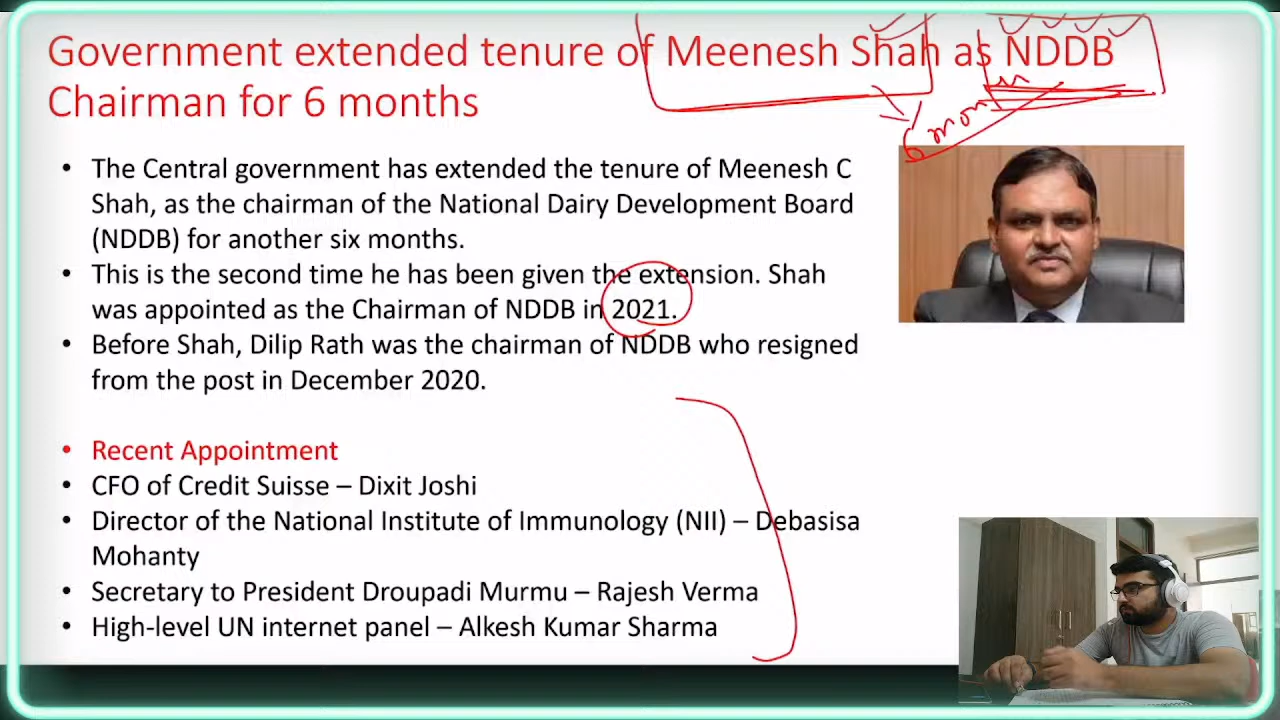 Government extended tenure of Meenesh Shah as NDDB
Chairman for 6 months
6 mon
• The Central government has extended the tenure of Meenesh C
Shah, as the chairman of the National Dairy Development Board
(NDDB) for another six months.
• This is the second time he has been given the extension. Shah
was appointed as the Chairman of NDDB in 2021.
• Before Shah, Dilip Rath was the chairman of NDDB who resigned
from the post in December 2020.
• Recent Appointment
• CFO of Credit Suisse – Dixit Joshi
• Director of the National Institute of Immunology (NII) – Debasisa
Mohanty
• Secretary to President Droupadi Murmu – Rajesh Verma
• High-level UN internet panel – Alkesh Kumar Sharma